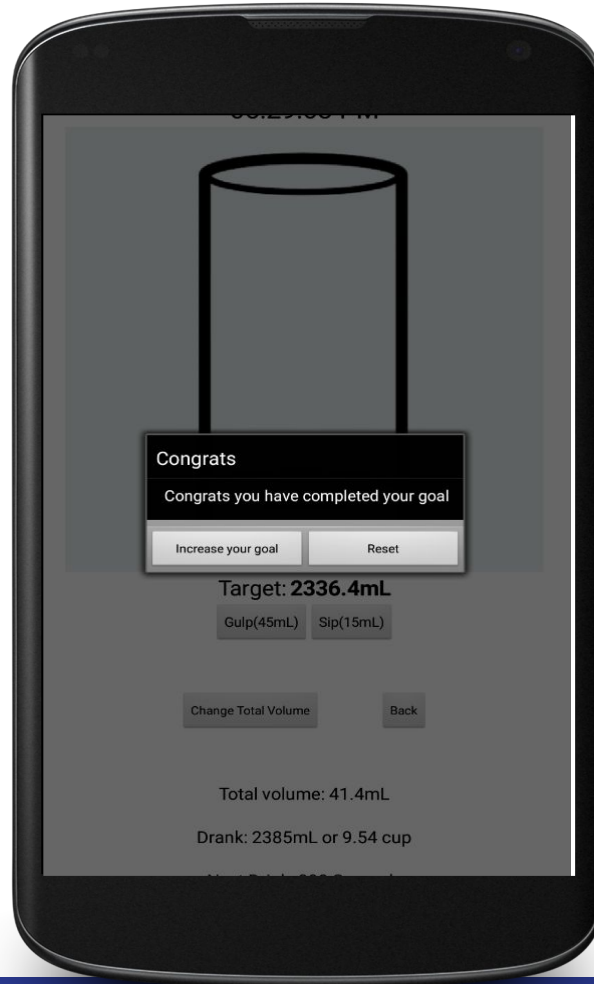 Congrats
Congrats you have completed your goal
Increase your goal Reset
Target: 2336.4mL
Gulp(45mL) Sip(15mL)
Change Total Volume Back
Total volume: 41.4mL
Drank: 2385mL or 9.54 cup